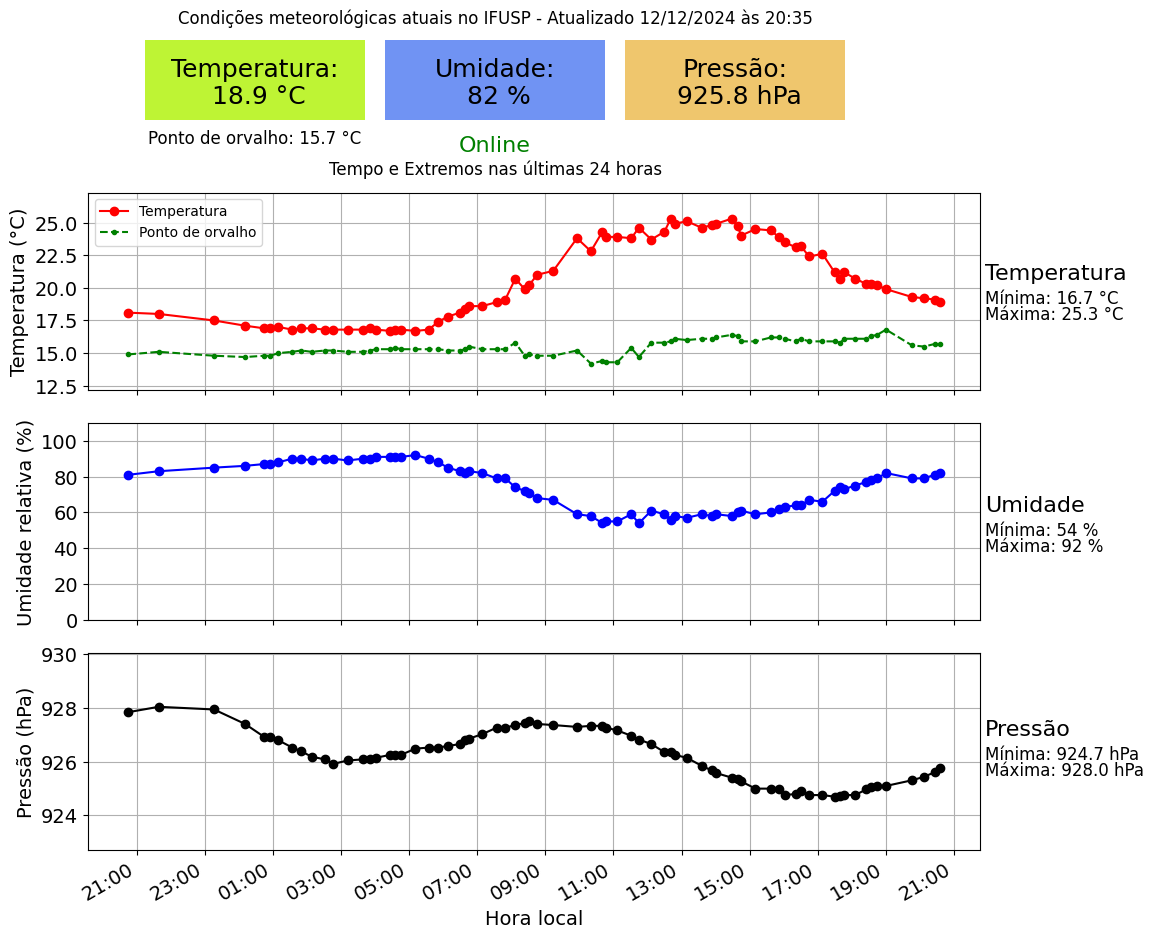 Condições meteorológicas atuais no IFUSP - Atualizado 12/12/2024 às 20:35
Temperatura:
18.9 °C
Umidade:
82 %
Pressão:
925.8 hPa
Ponto de orvalho: 15.7 °C
Online
Tempo e Extremos nas últimas 24 horas
Temperatura (°C)
25.0
22.5
20.0
17.5
15.0
12.5
Temperatura
Ponto de orvalho
Temperatura
Mínima: 16.7 °C
Máxima: 25.3 °C
Umidade relativa (%)
100
80
60
40
20
0
Umidade
Mínima: 54 %
Máxima: 92 %
Pressão (hPa)
930
928
926
924
Pressão
Mínima: 924.7 hPa
Máxima: 928.0 hPa
21:00 23:00 01:00 03:00 05:00 07:00 09:00 11:00 13:00 15:00 17:00 19:00 21:00
Hora local